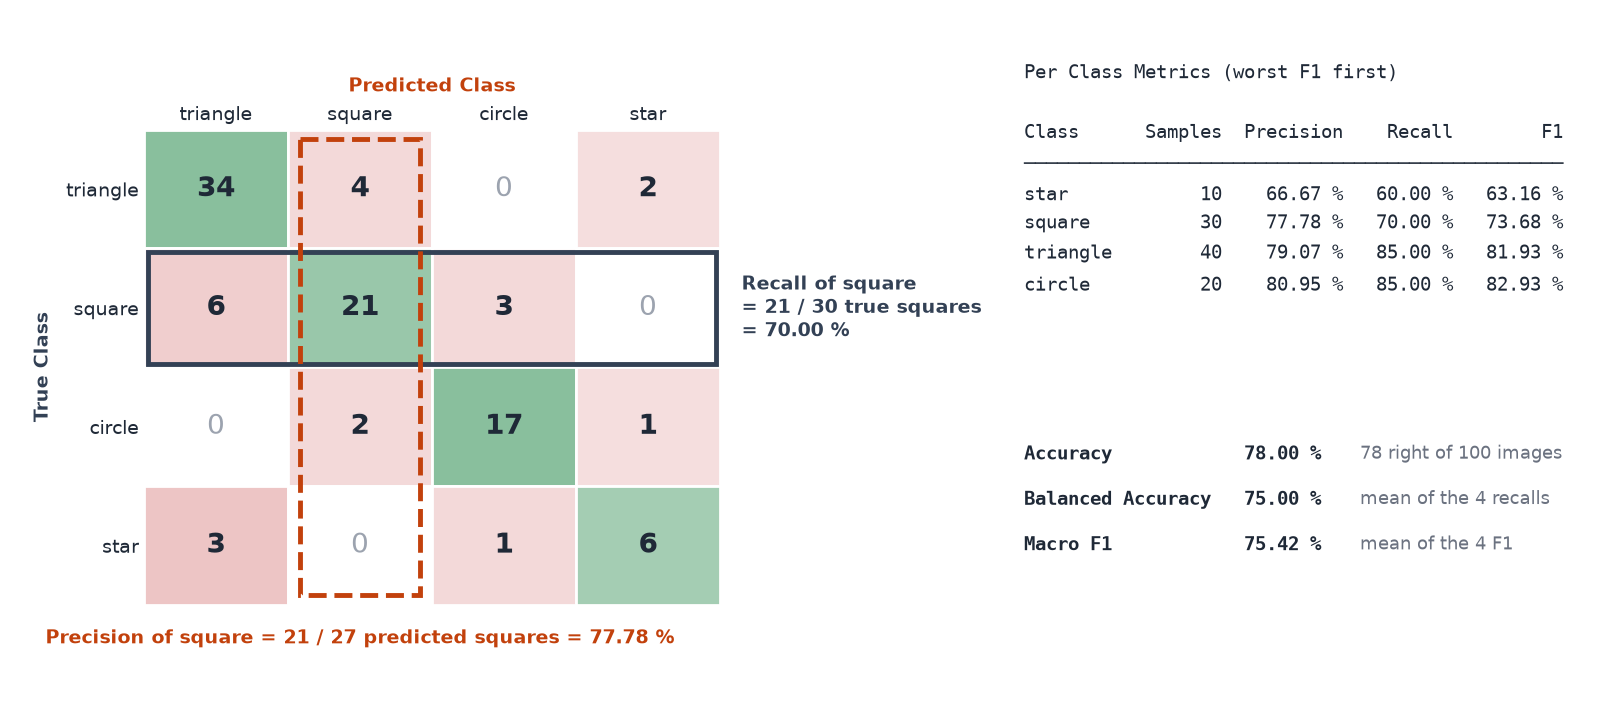 Predicted Class
triangle square circle star
triangle 34 4 0 2
square 6 21 3 0
circle 0 2 17 1
star 3 0 1 6
True Class
Recall of square
= 21 / 30 true squares
= 70.00 %
Precision of square = 21 / 27 predicted squares = 77.78 %
Per Class Metrics (worst F1 first)
Class Samples Precision Recall F1
star 10 66.67 % 60.00 % 63.16 %
square 30 77.78 % 70.00 % 73.68 %
triangle 40 79.07 % 85.00 % 81.93 %
circle 20 80.95 % 85.00 % 82.93 %
Accuracy 78.00 % 78 right of 100 images
Balanced Accuracy 75.00 % mean of the 4 recalls
Macro F1 75.42 % mean of the 4 F1